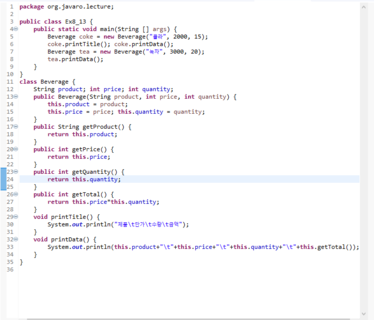 1 package org.javaro.lecture;
2
3 public class Ex8_13 {
4 public static void main(String [] args) {
5 Beverage coke = new Beverage("콜라", 2000, 15);
6 coke.printTitle(); coke.printData();
7 Beverage tea = new Beverage("녹차", 3000, 20);
8 tea.printData();
9 }
10 }
11 class Beverage {
12 String product; int price; int quantity;
13 public Beverage(String product, int price, int quantity) {
14 this.product = product;
15 this.price = price; this.quantity = quantity;
16 }
17 public String getProduct() {
18 return this.product;
19 }
20 public int getPrice() {
21 return this.price;
22 }
23 public int getQuantity() {
24 return this.quantity;
25 }
26 public int getTotal() {
27 return this.price*this.quantity;
28 }
29 void printTitle() {
30 System.out.println("제품\t단가\t수량\t금액");
31 }
32 void printData() {
33 System.out.println(this.product+"\t"+this.price+"\t"+this.quantity+"\t"+this.getTotal());
34 }
35 }
36